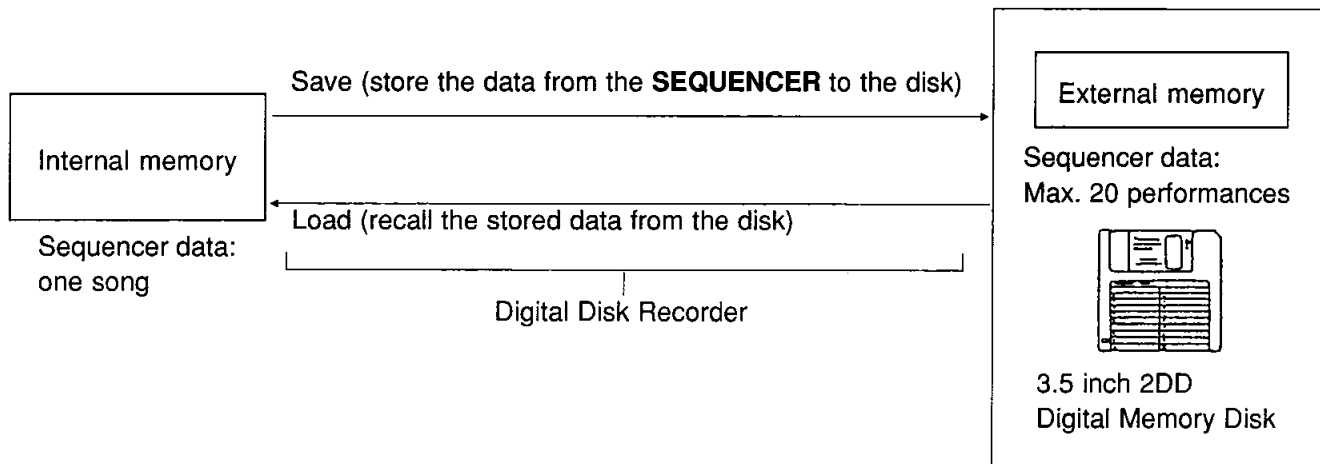 Save (store the data from the SEQUENCER to the disk)
External memory
Internal memory
Sequencer data:
Max. 20 performances
Load (recall the stored data from the disk)
Sequencer data:
one song
Digital Disk Recorder
3.5 inch 2DD
Digital Memory Disk